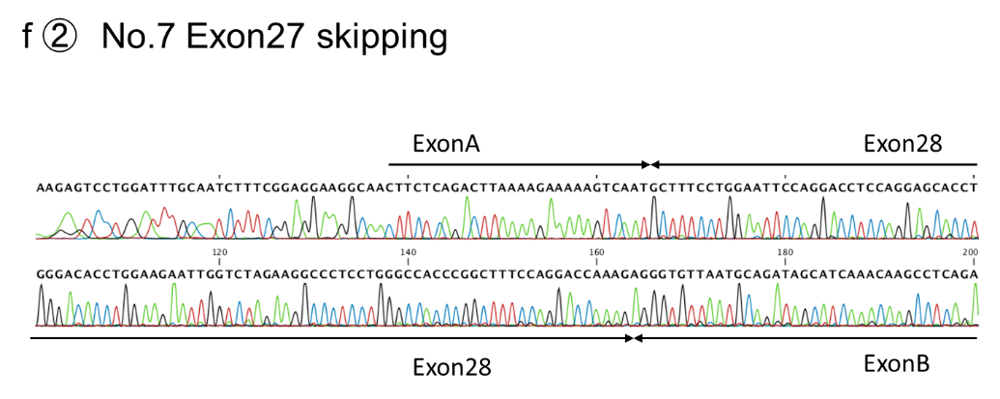 f ② No.7 Exon27 skipping
ExonA Exon28
AAGAGTCCTGGATTTGCAATCTTTCGGAGGAAGGCAACTTCTCAGACTTAAAAGAAAAAGTCAATGCTTTCCTGGAATTCCAGGACCTCCAGGAGCACCT
120 140 160 180 200
GGGACACCTGGAAGAATTGGTCTAGAAGGCCCTCCTGGGCCACCCGGCTTTCCAGGACCAAAGAGGGTGTTAATGCAGATAGCATCAAACAAGCCTCAGA
Exon28 ExonB